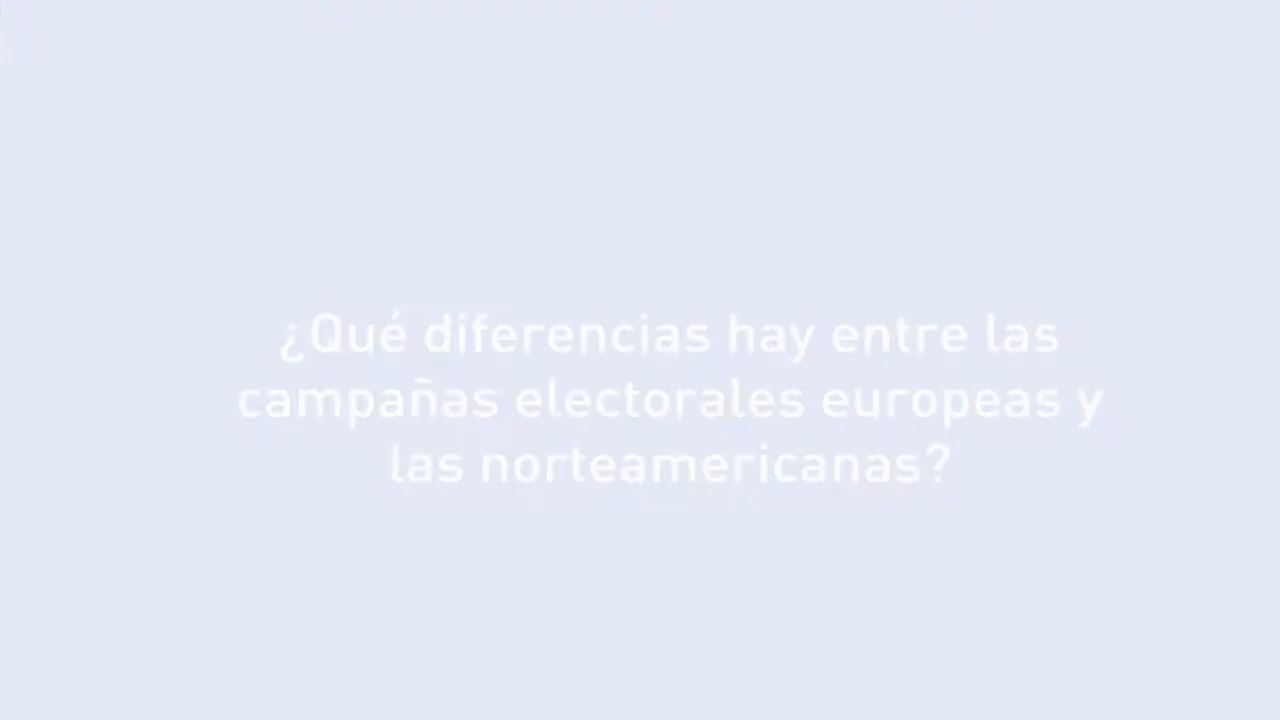 ¿Qué diferencias hay entre las
campañas electorales europeas y
las norteamericanas?